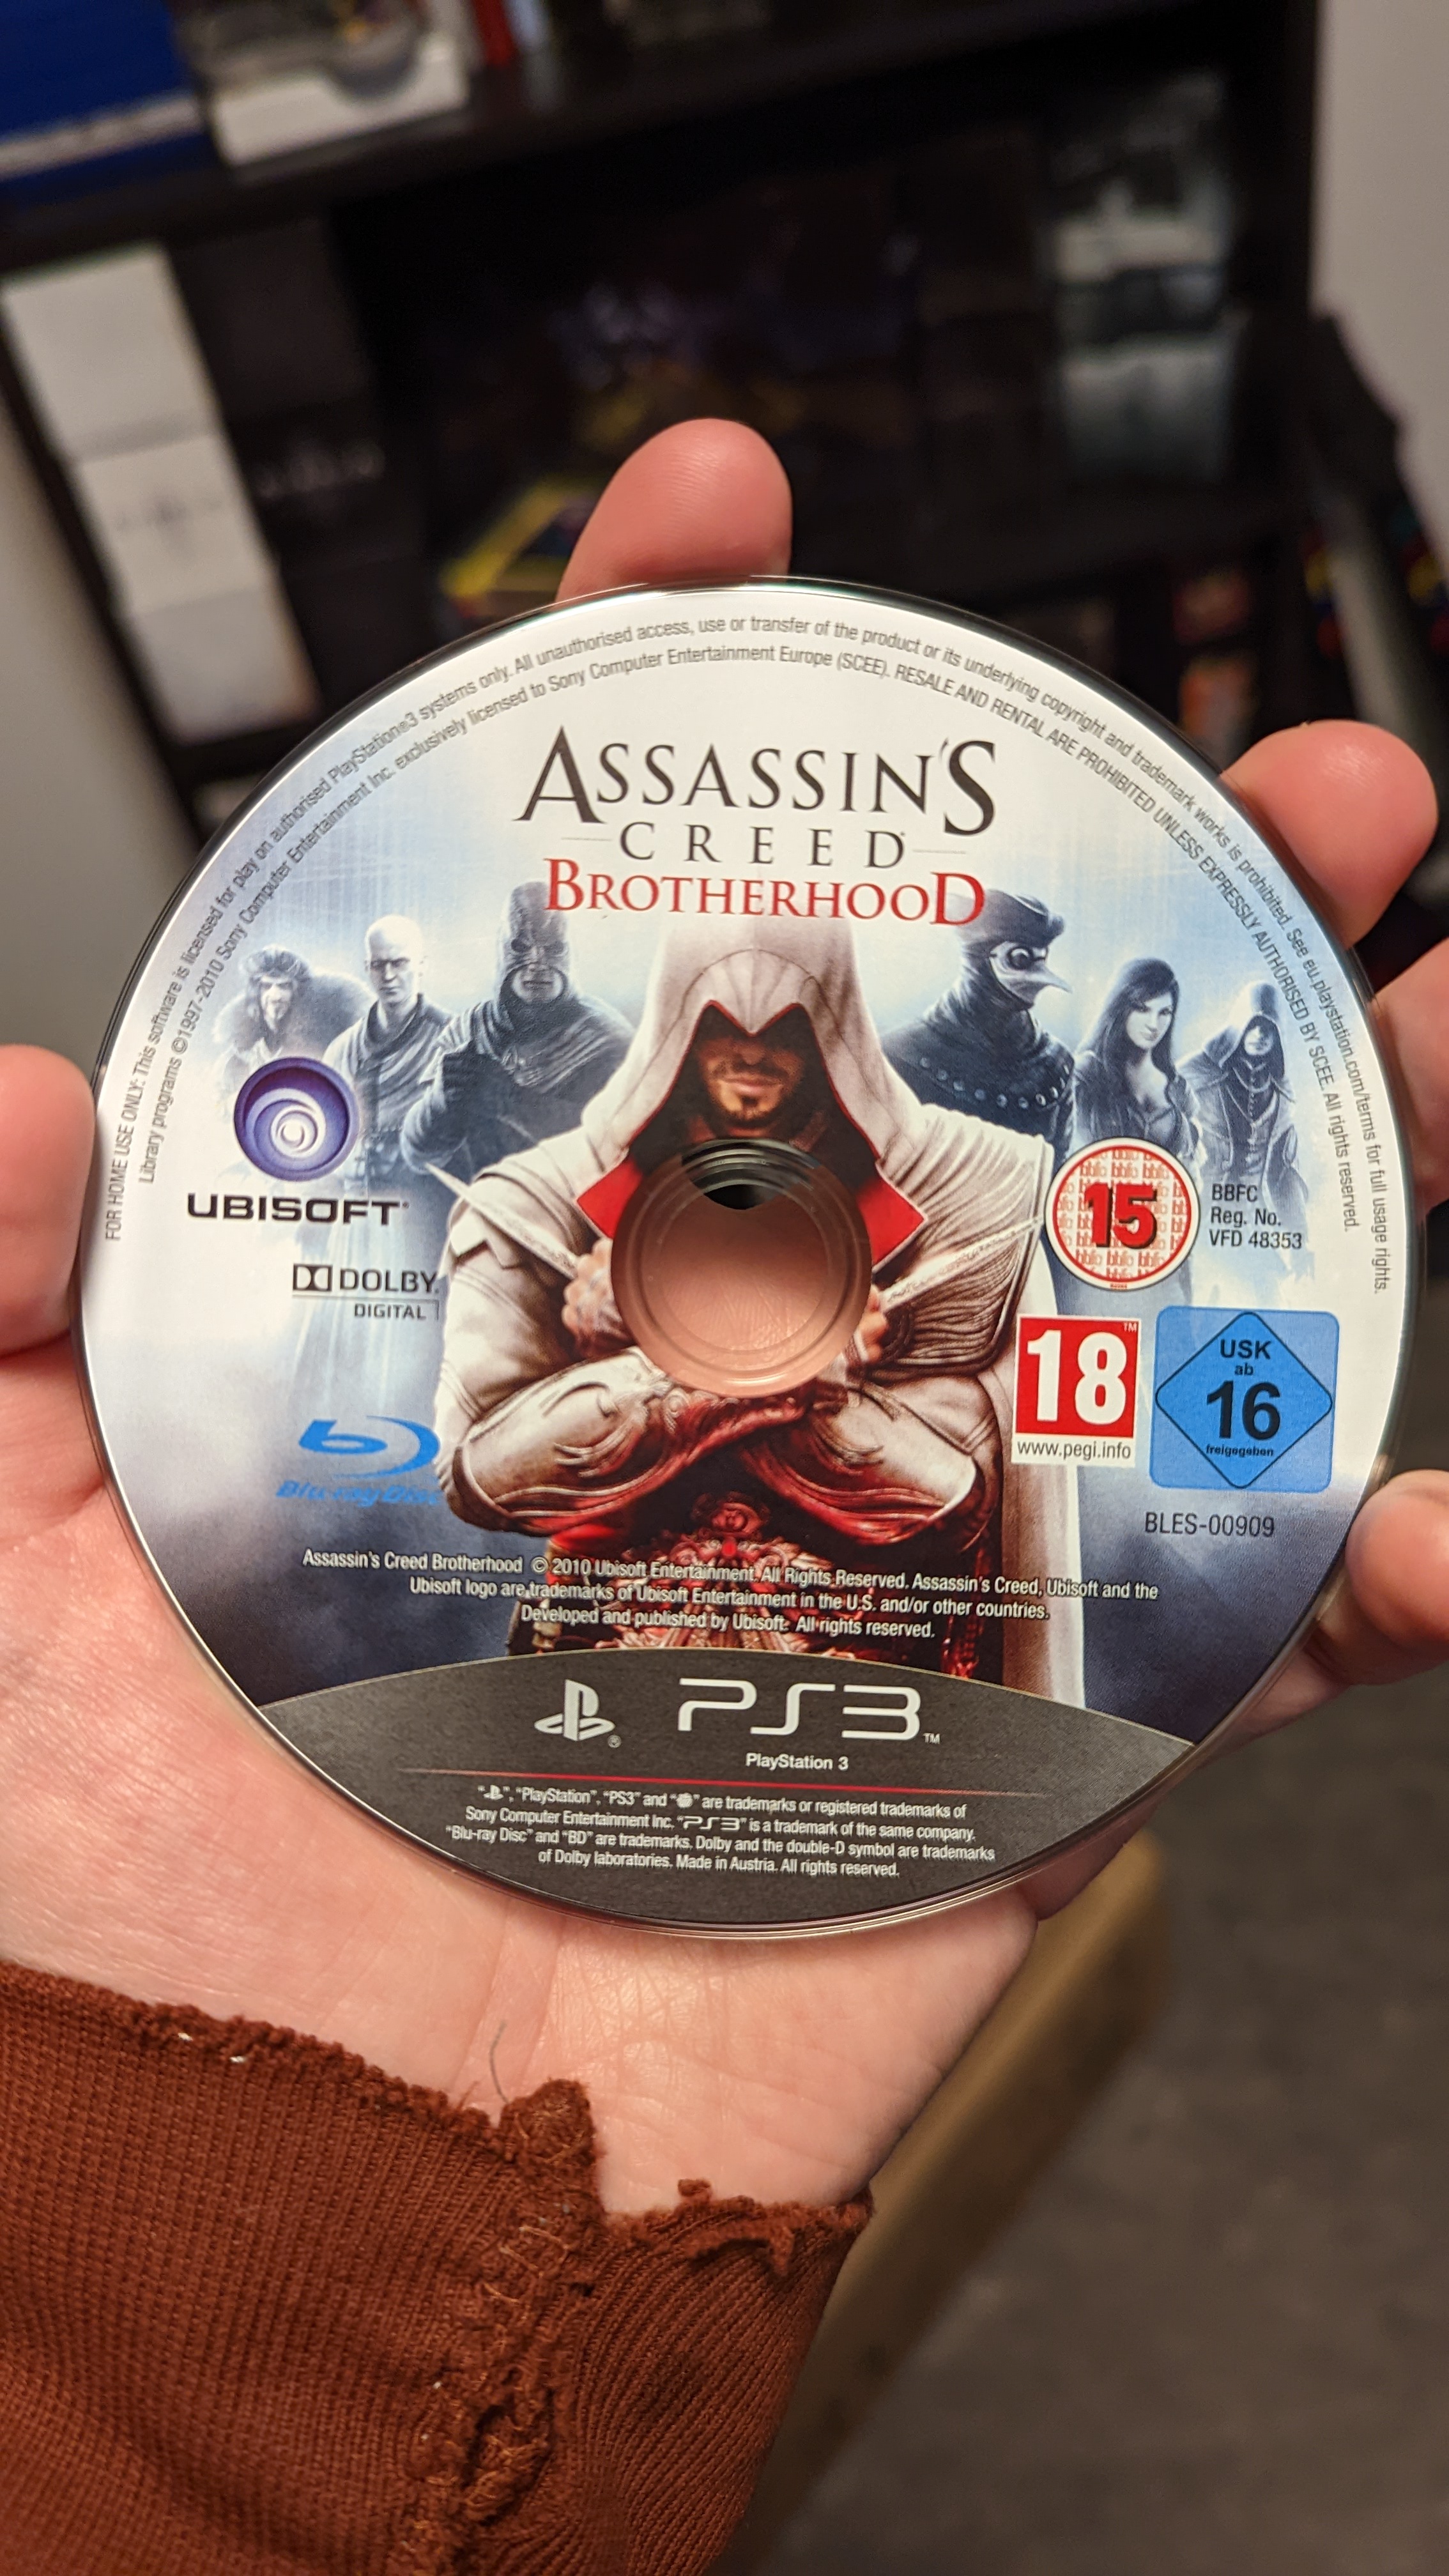 FOR HOME USE ONLY: This software is licensed for play on authorised PlayStation®3 systems only. All unauthorised access, use or transfer of the product or its underlying copyright and trademark works is prohibited. See eu.playstation.com/terms for full usage rights.
Library programs ©1997-2010 Sony Computer Entertainment Inc. exclusively licensed to Sony Computer Entertainment Europe (SCEE). RESALE AND RENTAL ARE PROHIBITED UNLESS EXPRESSLY AUTHORISED BY SCEE. All rights reserved.
ASSASSIN'S
CREED
BROTHERHOOD
UBISOFT
DOLBY
DIGITAL
Blu-ray Disc
bbfc
15
BBFC
Reg. No.
VFD 48353
18™
www.pegi.info
USK
ab
16
freigegeben
BLES-00909
Assassin's Creed Brotherhood © 2010 Ubisoft Entertainment. All Rights Reserved. Assassin's Creed, Ubisoft and the
Ubisoft logo are trademarks of Ubisoft Entertainment in the U.S. and/or other countries.
Developed and published by Ubisoft. All rights reserved.
PS3™
PlayStation 3
" ", "PlayStation", "PS3" and " " are trademarks or registered trademarks of
Sony Computer Entertainment Inc. "PS3" is a trademark of the same company.
"Blu-ray Disc" and "BD" are trademarks. Dolby and the double-D symbol are trademarks
of Dolby laboratories. Made in Austria. All rights reserved.